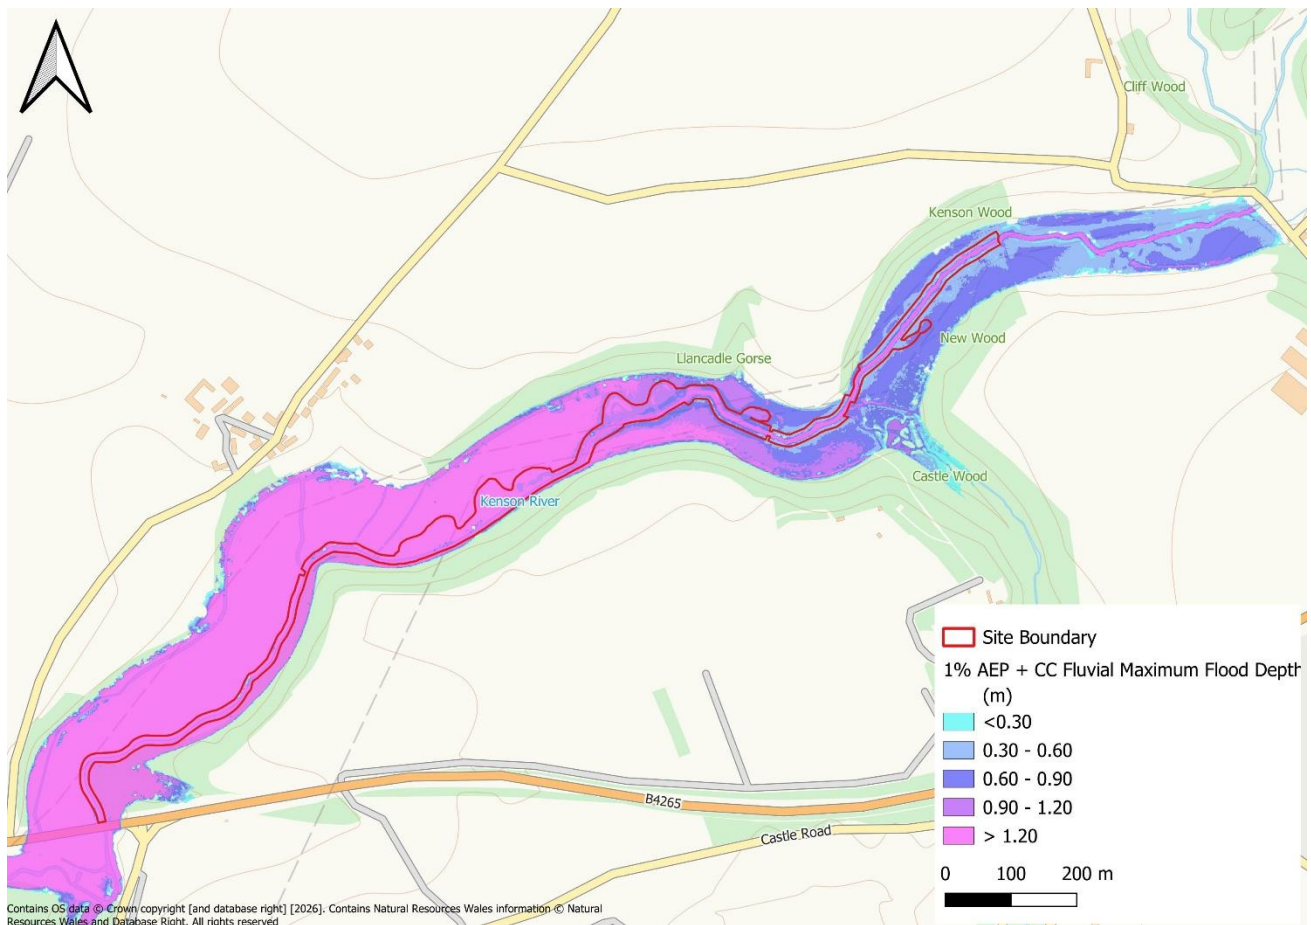 Cliff Wood
Kenson Wood
New Wood
Llancadle Gorse
Castle Wood
Kenson River
B4265
Castle Road
Site Boundary
1% AEP + CC Fluvial Maximum Flood Depth
(m)
<0.30
0.30 - 0.60
0.60 - 0.90
0.90 - 1.20
> 1.20
0 100 200 m
Contains OS data © Crown copyright [and database right] [2026]. Contains Natural Resources Wales information © Natural
Resources Wales and Database Right. All rights reserved